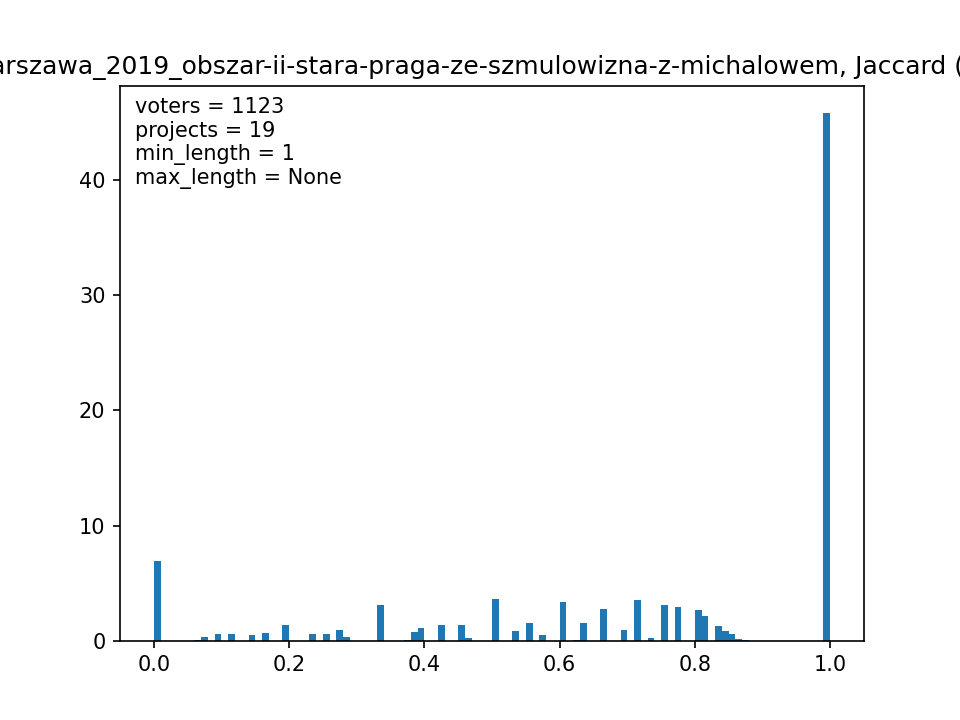 arszawa_2019_obszar-ii-stara-praga-ze-szmulowizna-z-michalowem, Jaccard (
voters = 1123
projects = 19
min_length = 1
max_length = None
40
30
20
10
0
0.0 0.2 0.4 0.6 0.8 1.0